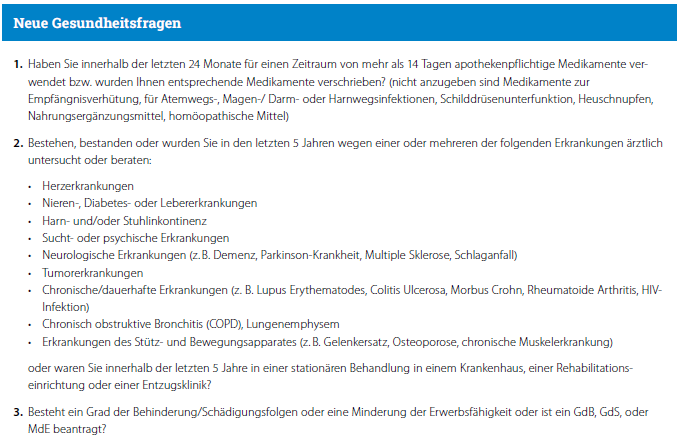 Neue Gesundheitsfragen
1. Haben Sie innerhalb der letzten 24 Monate für einen Zeitraum von mehr als 14 Tagen apothekenpflichtige Medikamente ver-
wendet bzw. wurden Ihnen entsprechende Medikamente verschrieben? (nicht anzugeben sind Medikamente zur
Empfängnisverhütung, für Atemwegs-, Magen-/ Darm- oder Harnwegsinfektionen, Schilddrüsenunterfunktion, Heuschnupfen,
Nahrungsergänzungsmittel, homöopathische Mittel)
2. Bestehen, bestanden oder wurden Sie in den letzten 5 Jahren wegen einer oder mehreren der folgenden Erkrankungen ärztlich
untersucht oder beraten:
• Herzerkrankungen
• Nieren-, Diabetes- oder Lebererkrankungen
• Harn- und/oder Stuhlinkontinenz
• Sucht- oder psychische Erkrankungen
• Neurologische Erkrankungen (z. B. Demenz, Parkinson-Krankheit, Multiple Sklerose, Schlaganfall)
• Tumorerkrankungen
• Chronische/dauerhafte Erkrankungen (z. B. Lupus Erythematodes, Colitis Ulcerosa, Morbus Crohn, Rheumatoide Arthritis, HIV-
Infektion)
• Chronisch obstruktive Bronchitis (COPD), Lungenemphysem
• Erkrankungen des Stütz- und Bewegungsapparates (z. B. Gelenkersatz, Osteoporose, chronische Muskelerkrankung)
oder waren Sie innerhalb der letzten 5 Jahre in einer stationären Behandlung in einem Krankenhaus, einer Rehabilitations-
einrichtung oder einer Entzugsklinik?
3. Besteht ein Grad der Behinderung/Schädigungsfolgen oder eine Minderung der Erwerbsfähigkeit oder ist ein GdB, GdS, oder
MdE beantragt?